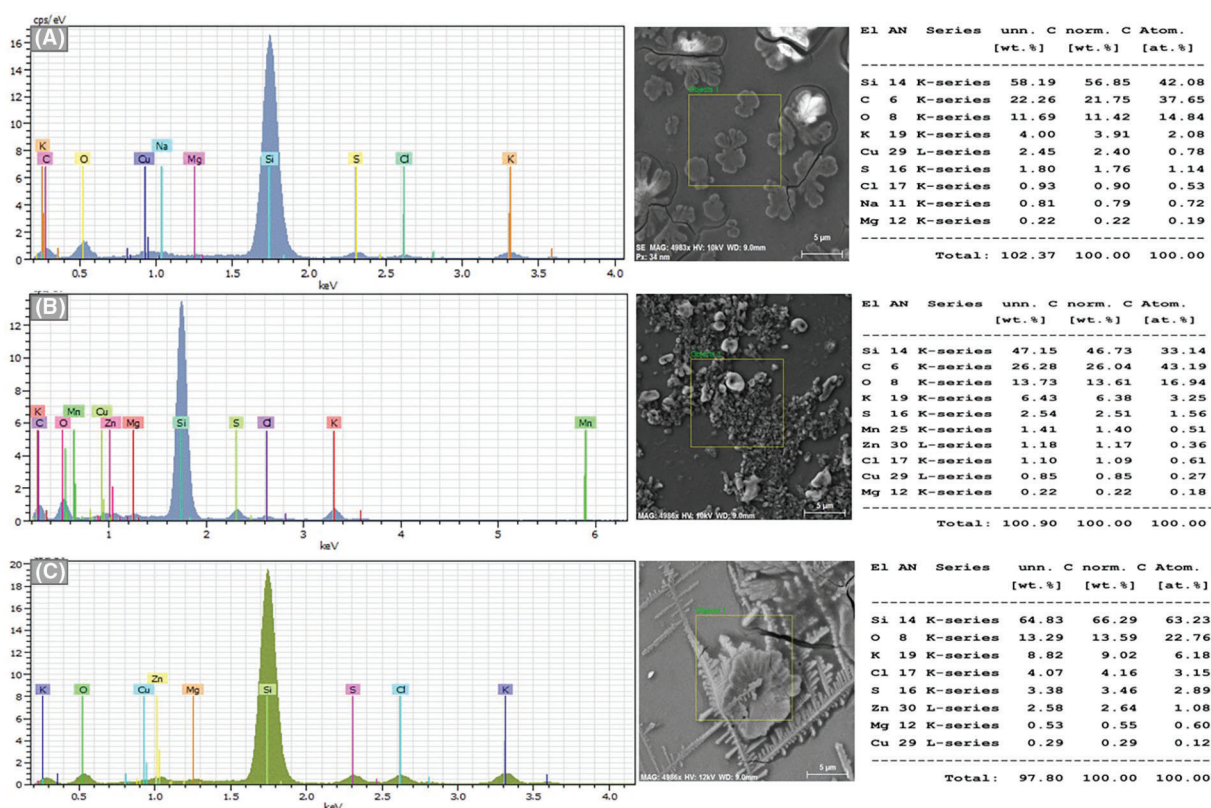 cps/eV
(A)
16
14
12
10
8
6
4
2
0
K
C
O
Cu
Na
Mg
Si
S
Cl
K
0.5
1.0
1.5
2.0
2.5
3.0
3.5
4.0
keV
Objects 1
SE MAG: 4983x HV: 10kV WD: 9.0mm
Px: 34 nm
5 µm
El AN Series unn. C norm. C Atom.
[wt.%] [wt.%] [at.%]
Si 14 K-series 58.19 56.85 42.08
C 6 K-series 22.26 21.75 37.65
O 8 K-series 11.69 11.42 14.84
K 19 K-series 4.00 3.91 2.08
Cu 29 L-series 2.45 2.40 0.78
S 16 K-series 1.80 1.76 1.14
Cl 17 K-series 0.93 0.90 0.53
Na 11 K-series 0.81 0.79 0.72
Mg 12 K-series 0.22 0.22 0.19
Total: 102.37 100.00 100.00
(B)
12
10
8
6
4
2
0
K
C
O
Mn
Cu
Zn
Mg
Si
S
Cl
K
Mn
1
2
3
4
5
6
keV
MAG: 4986x HV: 10kV WD: 9.0mm
5 µm
El AN Series unn. C norm. C Atom.
[wt.%] [wt.%] [at.%]
Si 14 K-series 47.15 46.73 33.14
C 6 K-series 26.28 26.04 43.19
O 8 K-series 13.73 13.61 16.94
K 19 K-series 6.43 6.38 3.25
S 16 K-series 2.54 2.51 1.56
Mn 25 K-series 1.41 1.40 0.51
Zn 30 L-series 1.18 1.17 0.36
Cl 17 K-series 1.10 1.09 0.61
Cu 29 L-series 0.85 0.85 0.27
Mg 12 K-series 0.22 0.22 0.18
Total: 100.90 100.00 100.00
(C)
20
18
16
14
12
10
8
6
4
2
0
K
O
Cu
Zn
Mg
Si
S
Cl
K
0.5
1.0
1.5
2.0
2.5
3.0
3.5
4.0
keV
MAG: 4986x HV: 12kV WD: 9.0mm
5 µm
El AN Series unn. C norm. C Atom.
[wt.%] [wt.%] [at.%]
Si 14 K-series 64.83 66.29 63.23
O 8 K-series 13.29 13.59 22.76
K 19 K-series 8.82 9.02 6.18
Cl 17 K-series 4.07 4.16 3.15
S 16 K-series 3.38 3.46 2.89
Zn 30 L-series 2.58 2.64 1.08
Mg 12 K-series 0.53 0.55 0.60
Cu 29 L-series 0.29 0.29 0.12
Total: 97.80 100.00 100.00